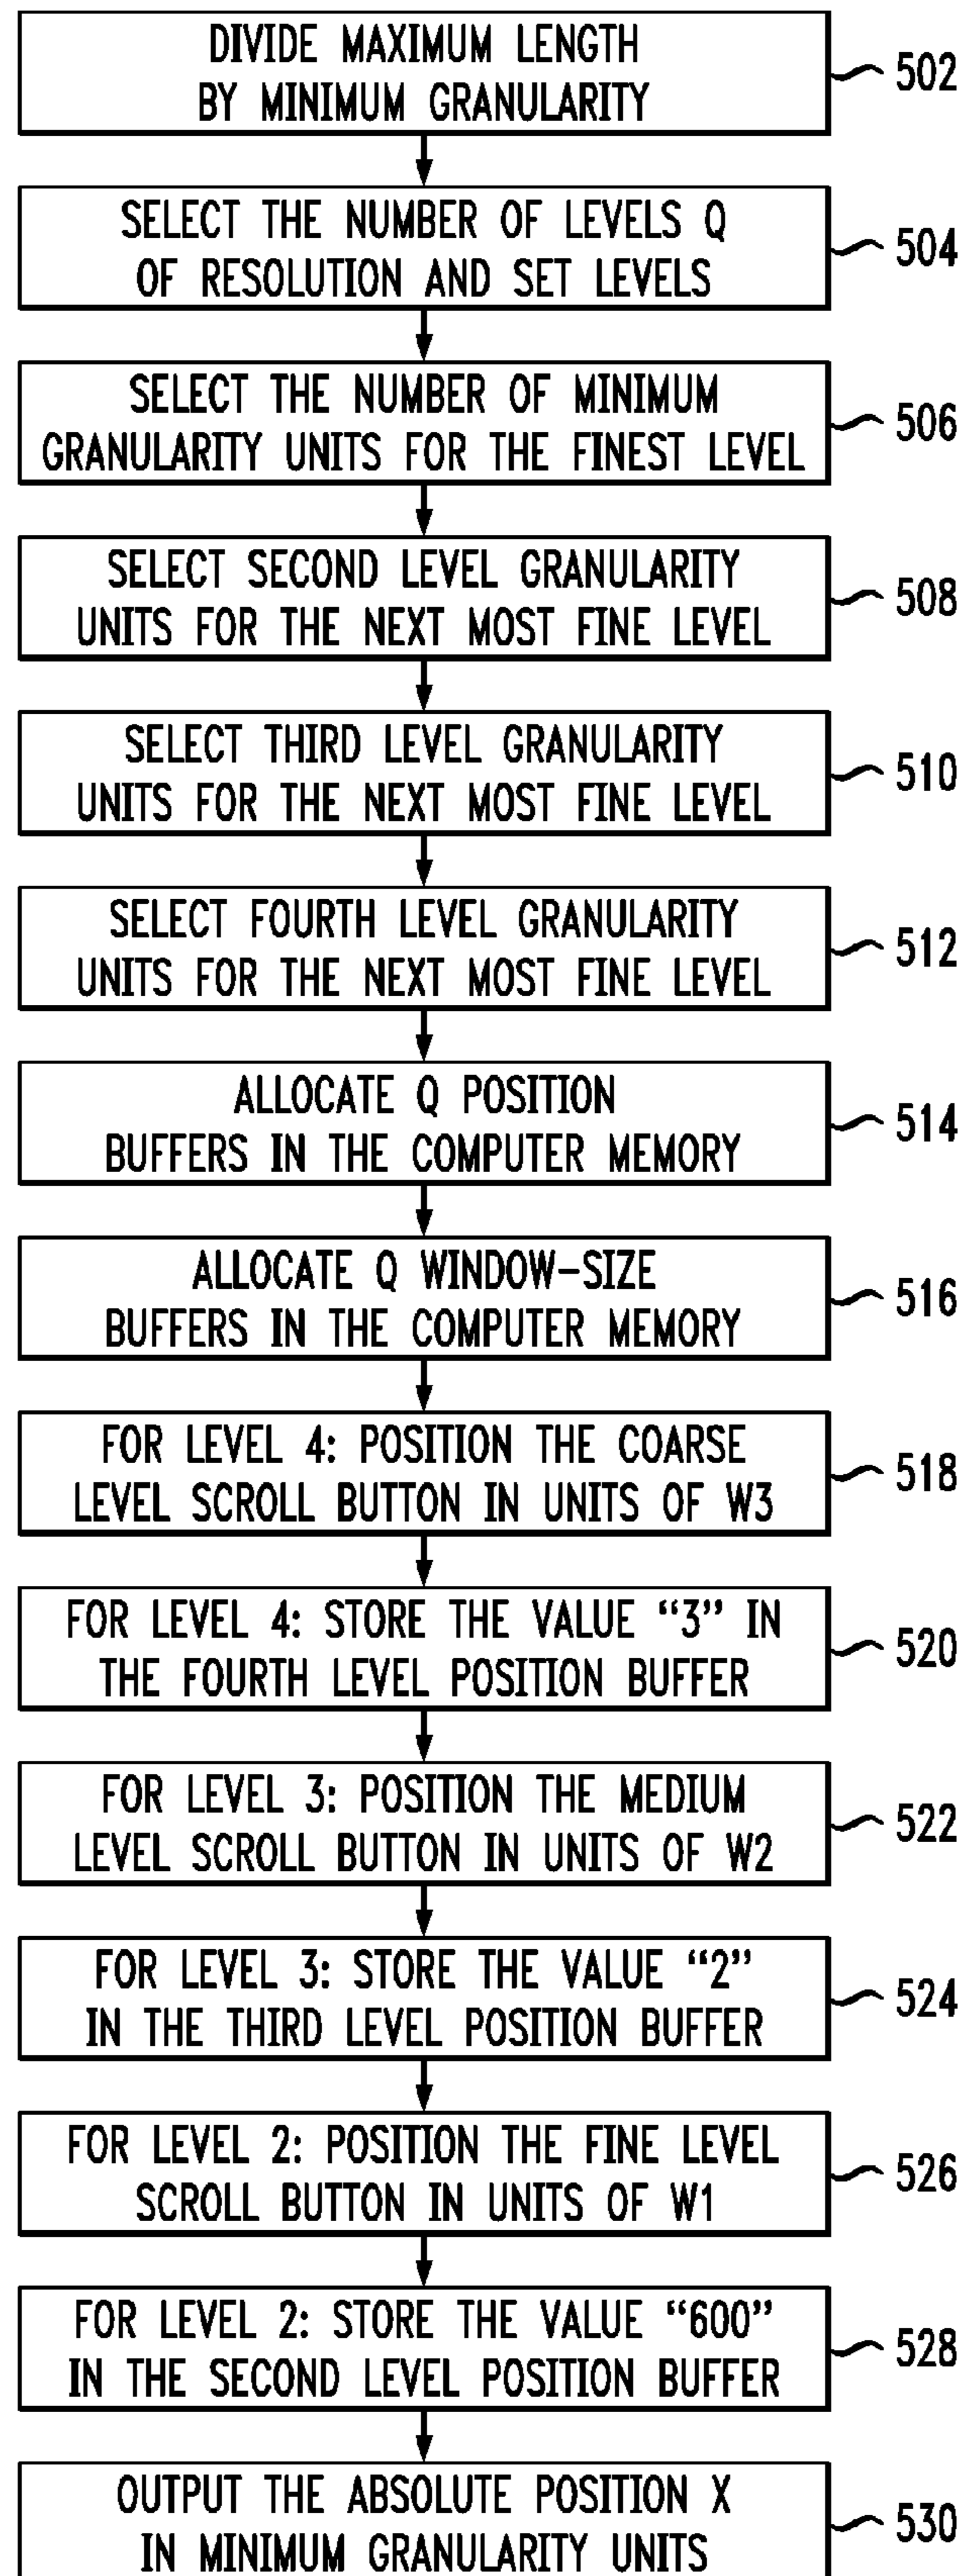 DIVIDE MAXIMUM LENGTH
BY MINIMUM GRANULARITY
502
SELECT THE NUMBER OF LEVELS Q
OF RESOLUTION AND SET LEVELS
504
SELECT THE NUMBER OF MINIMUM
GRANULARITY UNITS FOR THE FINEST LEVEL
506
SELECT SECOND LEVEL GRANULARITY
UNITS FOR THE NEXT MOST FINE LEVEL
508
SELECT THIRD LEVEL GRANULARITY
UNITS FOR THE NEXT MOST FINE LEVEL
510
SELECT FOURTH LEVEL GRANULARITY
UNITS FOR THE NEXT MOST FINE LEVEL
512
ALLOCATE Q POSITION
BUFFERS IN THE COMPUTER MEMORY
514
ALLOCATE Q WINDOW-SIZE
BUFFERS IN THE COMPUTER MEMORY
516
FOR LEVEL 4: POSITION THE COARSE
LEVEL SCROLL BUTTON IN UNITS OF W3
518
FOR LEVEL 4: STORE THE VALUE “3” IN
THE FOURTH LEVEL POSITION BUFFER
520
FOR LEVEL 3: POSITION THE MEDIUM
LEVEL SCROLL BUTTON IN UNITS OF W2
522
FOR LEVEL 3: STORE THE VALUE “2”
IN THE THIRD LEVEL POSITION BUFFER
524
FOR LEVEL 2: POSITION THE FINE LEVEL
SCROLL BUTTON IN UNITS OF W1
526
FOR LEVEL 2: STORE THE VALUE “600”
IN THE SECOND LEVEL POSITION BUFFER
528
OUTPUT THE ABSOLUTE POSITION X
IN MINIMUM GRANULARITY UNITS
530